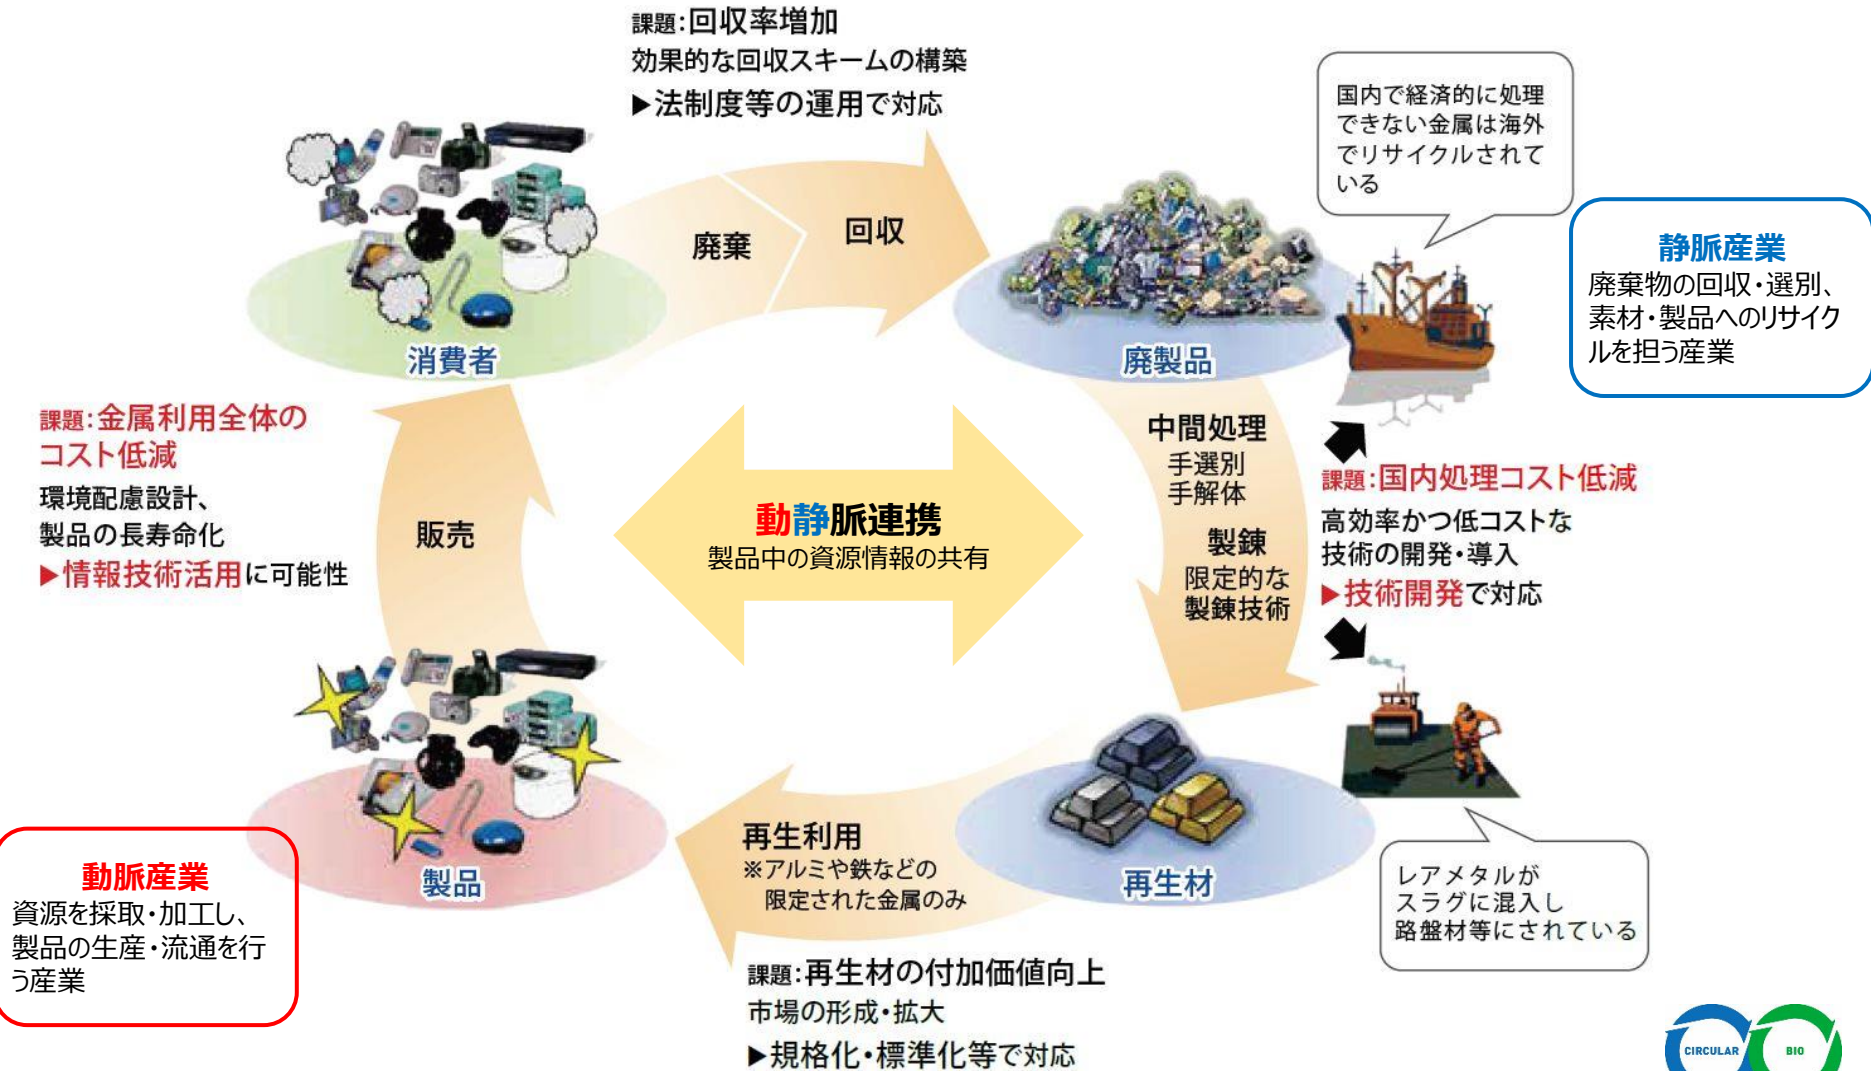 課題:回収率増加
効果的な回収スキームの構築
▶法制度等の運用で対応
国内で経済的に処理
できない金属は海外
でリサイクルされて
いる
静脈産業
廃棄物の回収・選別、
素材・製品へのリサイク
ルを担う産業
廃棄
回収
消費者
廃製品
課題:金属利用全体の
コスト低減
環境配慮設計、
製品の長寿命化
▶情報技術活用に可能性
販売
動静脈連携
製品中の資源情報の共有
中間処理
手選別
手解体
製錬
限定的な
製錬技術
課題:国内処理コスト低減
高効率かつ低コストな
技術の開発・導入
▶技術開発で対応
動脈産業
資源を採取・加工し、
製品の生産・流通を行
う産業
製品
再生利用
※アルミや鉄などの
限定された金属のみ
再生材
レアメタルが
スラグに混入し
路盤材等にされている
課題:再生材の付加価値向上
市場の形成・拡大
▶規格化・標準化等で対応
CIRCULAR
BIO